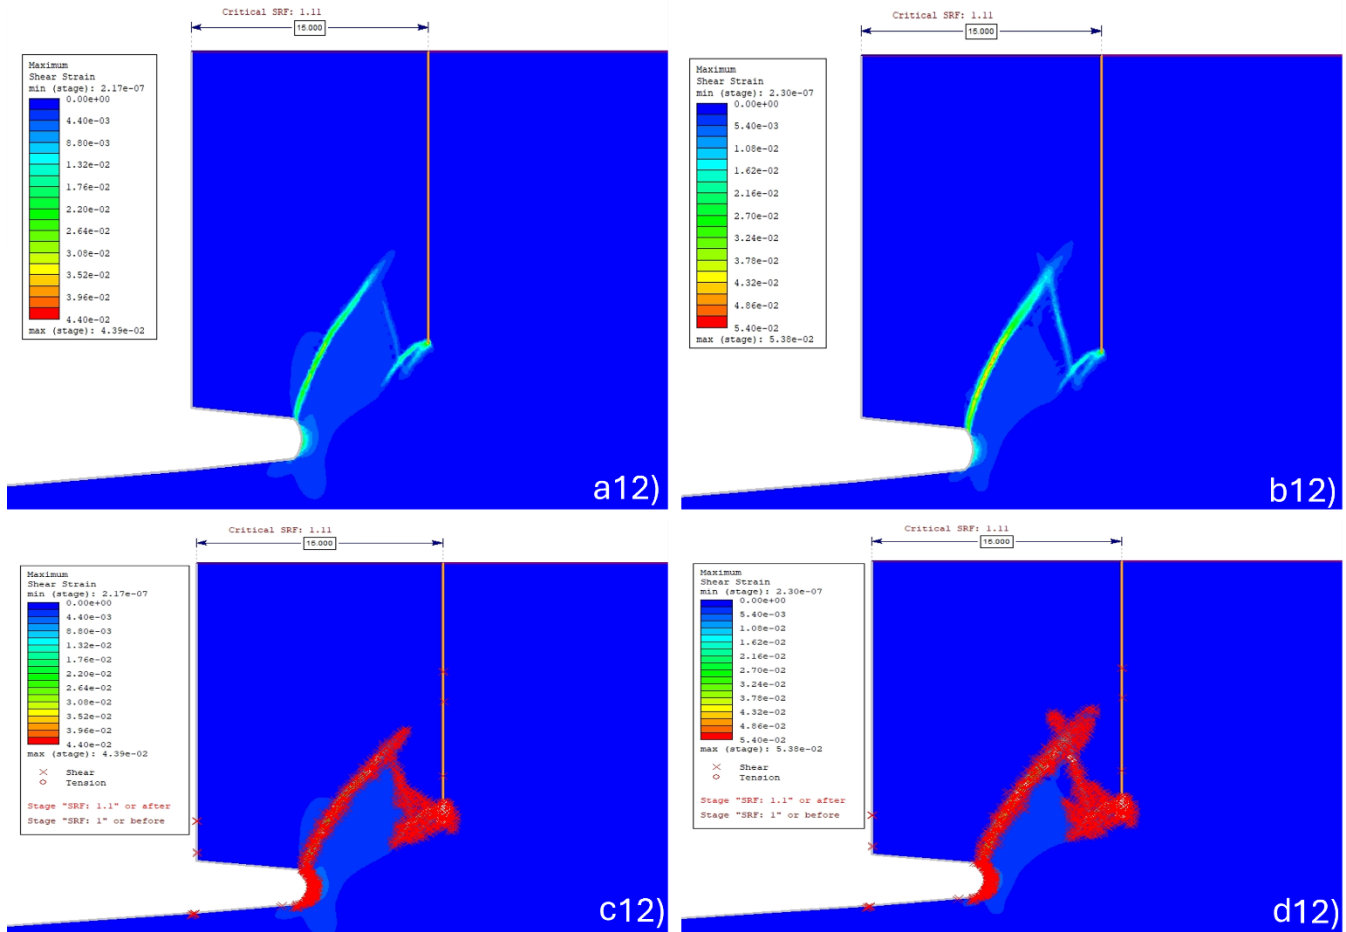 Critical SRF: 1.11
15.000
Maximum
Shear Strain
min (stage): 2.17e-07
0.00e+00
4.40e-03
8.80e-03
1.32e-02
1.76e-02
2.20e-02
2.64e-02
3.08e-02
3.52e-02
3.96e-02
4.40e-02
max (stage): 4.39e-02
a12)
Critical SRF: 1.11
15.000
Maximum
Shear Strain
min (stage): 2.30e-07
0.00e+00
5.40e-03
1.08e-02
1.62e-02
2.16e-02
2.70e-02
3.24e-02
3.78e-02
4.32e-02
4.86e-02
5.40e-02
max (stage): 5.38e-02
b12)
Critical SRF: 1.11
15.000
Maximum
Shear Strain
min (stage): 2.17e-07
0.00e+00
4.40e-03
8.80e-03
1.32e-02
1.76e-02
2.20e-02
2.64e-02
3.08e-02
3.52e-02
3.96e-02
4.40e-02
max (stage): 4.39e-02
Shear
Tension
Stage "SRF: 1.1" or after
Stage "SRF: 1" or before
c12)
Critical SRF: 1.11
15.000
Maximum
Shear Strain
min (stage): 2.30e-07
0.00e+00
5.40e-03
1.08e-02
1.62e-02
2.16e-02
2.70e-02
3.24e-02
3.78e-02
4.32e-02
4.86e-02
5.40e-02
max (stage): 5.38e-02
Shear
Tension
Stage "SRF: 1.1" or after
Stage "SRF: 1" or before
d12)